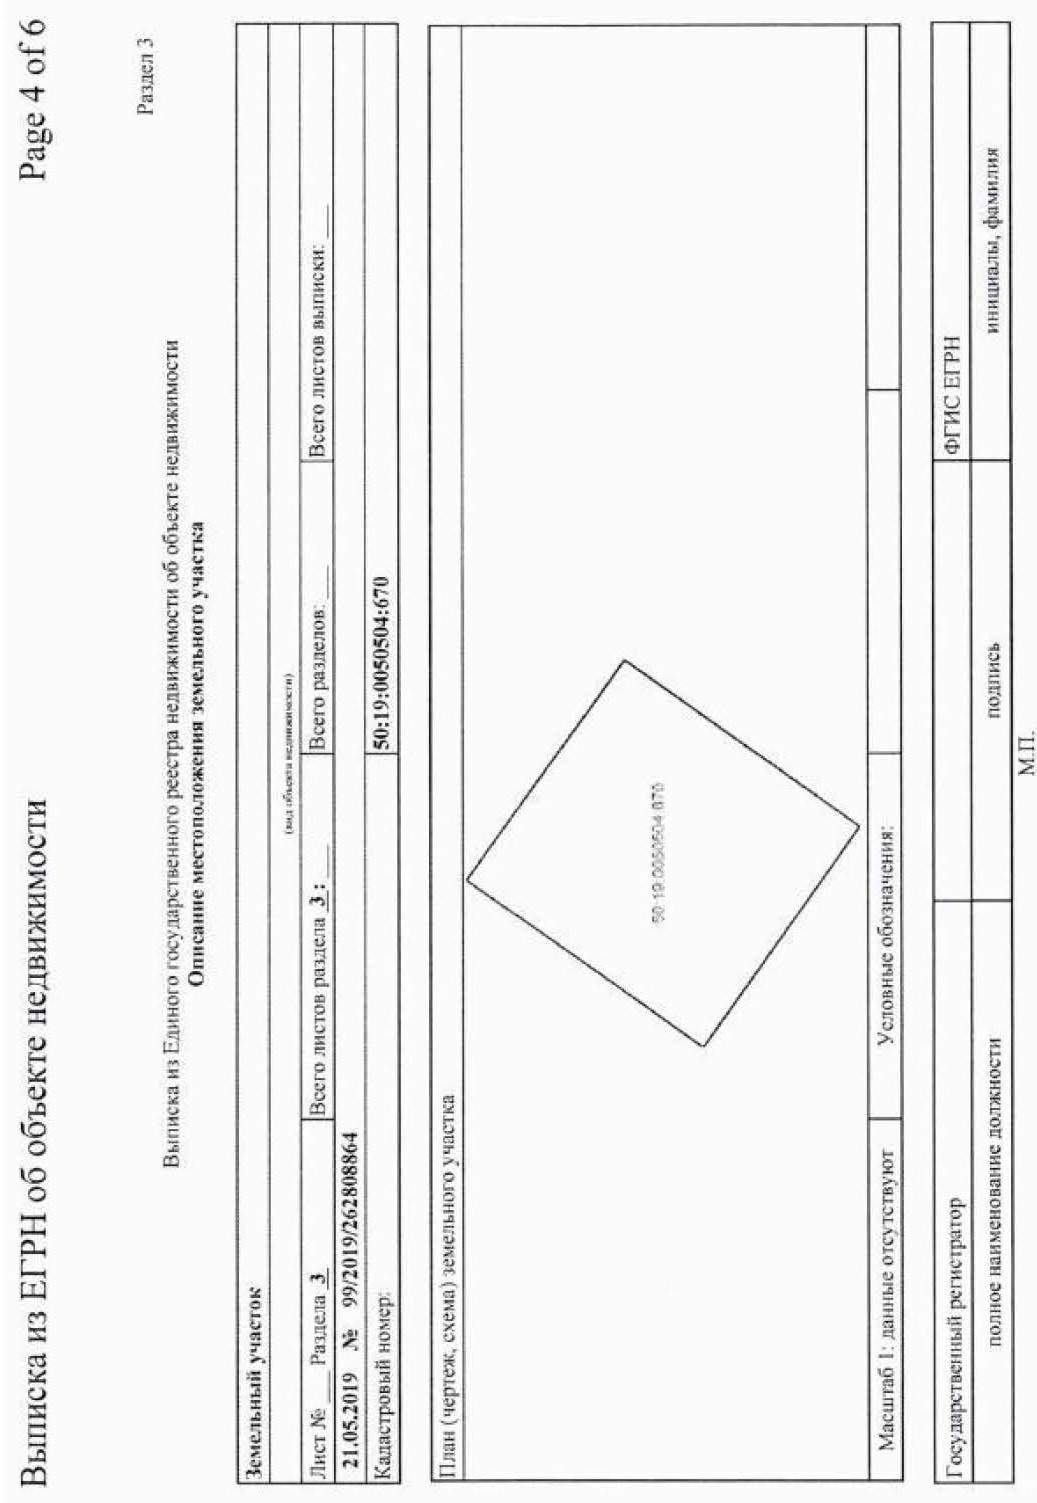 Выписка из ЕГРН об объекте недвижимости Page 4 of 6
Раздел 3
Выписка из Единого государственного реестра недвижимости об объекте недвижимости
Описание местоположения земельного участка
Земельный участок
(вид объекта недвижимости)
Лист № ___ Раздела 3 Всего листов раздела 3 : ___ Всего разделов: ___ Всего листов выписки: ___
21.05.2019 № 99/2019/262808864
Кадастровый номер: 50:19:0050504:670
План (чертеж, схема) земельного участка
50:19:0050504:670
Масштаб 1: данные отсутствуют Условные обозначения:
Государственный регистратор ФГИС ЕГРН
полное наименование должности подпись инициалы, фамилия
М.П.